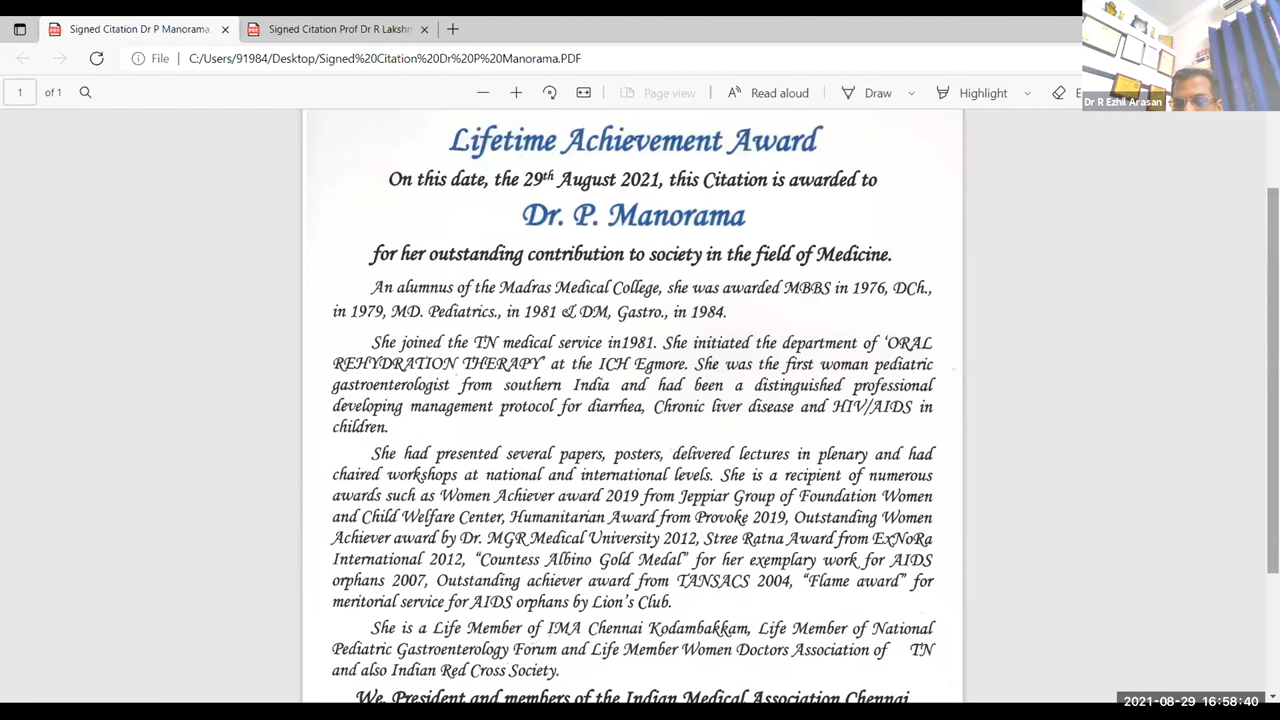 Signed Citation Dr P Manorama
Signed Citation Prof Dr R Lakshm
File
C:/Users/91984/Desktop/Signed%20Citation%20Dr%20P%20Manorama.PDF
1 of 1
Page view
Read aloud
Draw
Highlight
E
Dr R Ezhil Arasan
Lifetime Achievement Award
On this date, the 29th August 2021, this Citation is awarded to
Dr. P. Manorama
for her outstanding contribution to society in the field of Medicine.
An alumnus of the Madras Medical College, she was awarded MBBS in 1976, DCh.,
in 1979, MD. Pediatrics., in 1981 & DM, Gastro., in 1984.
She joined the TN medical service in1981. She initiated the department of ‘ORAL
REHYDRATION THERAPY’ at the ICH Egmore. She was the first woman pediatric
gastroenterologist from southern India and had been a distinguished professional
developing management protocol for diarrhea, Chronic liver disease and HIV/AIDS in
children.
She had presented several papers, posters, delivered lectures in plenary and had
chaired workshops at national and international levels. She is a recipient of numerous
awards such as Women Achiever award 2019 from Jeppiar Group of Foundation Women
and Child Welfare Center, Humanitarian Award from Provoke 2019, Outstanding Women
Achiever award by Dr. MGR Medical University 2012, Stree Ratna Award from ExNoRa
International 2012, “Countess Albino Gold Medal” for her exemplary work for AIDS
orphans 2007, Outstanding achiever award from TANSACS 2004, “Flame award” for
meritorial service for AIDS orphans by Lion’s Club.
She is a Life Member of IMA Chennai Kodambakkam, Life Member of National
Pediatric Gastroenterology Forum and Life Member Women Doctors Association of TN
and also Indian Red Cross Society.
We, President and members of the Indian Medical Association Chennai
2021-08-29 16:58:40